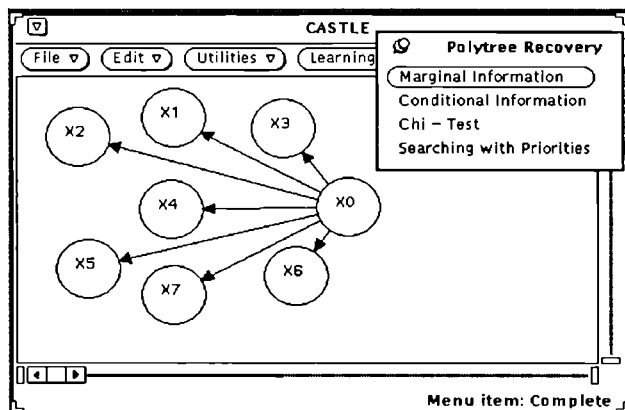 CASTLE
File Edit Utilities Learning
Polytree Recovery
Marginal Information
Conditional Information
Chi – Test
Searching with Priorities
X1
X2
X3
X4
X0
X5
X6
X7
Menu item: Complete